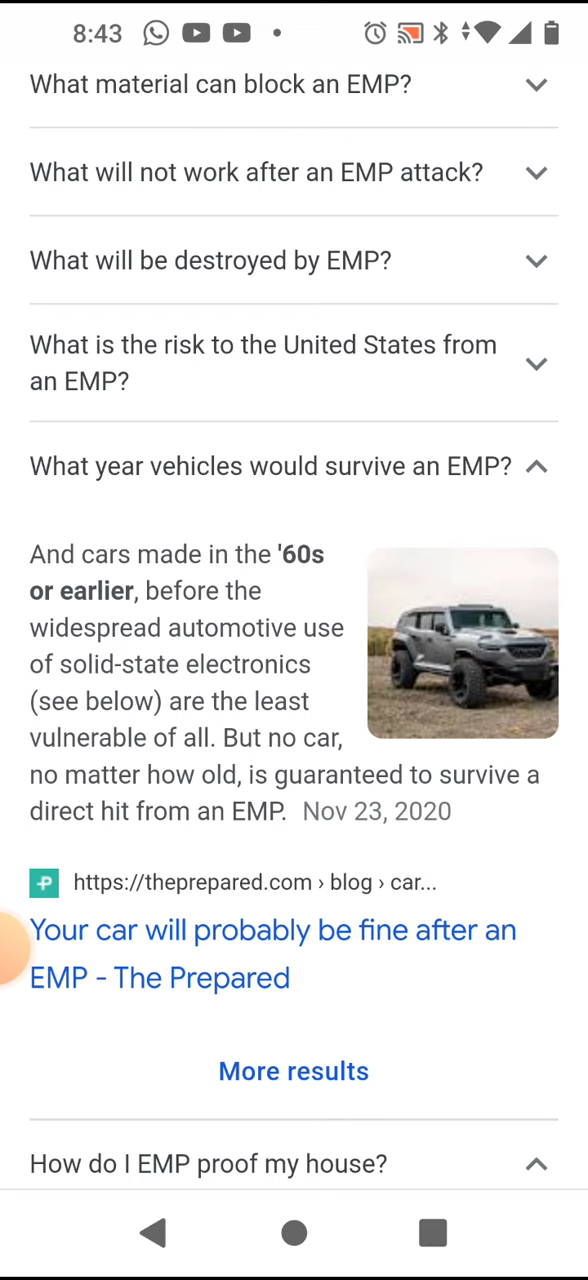 8:43
What material can block an EMP?
What will not work after an EMP attack?
What will be destroyed by EMP?
What is the risk to the United States from
an EMP?
What year vehicles would survive an EMP?
And cars made in the '60s
or earlier, before the
widespread automotive use
of solid-state electronics
(see below) are the least
vulnerable of all. But no car,
no matter how old, is guaranteed to survive a
direct hit from an EMP. Nov 23, 2020
https://theprepared.com › blog › car...
Your car will probably be fine after an
EMP - The Prepared
More results
How do I EMP proof my house?